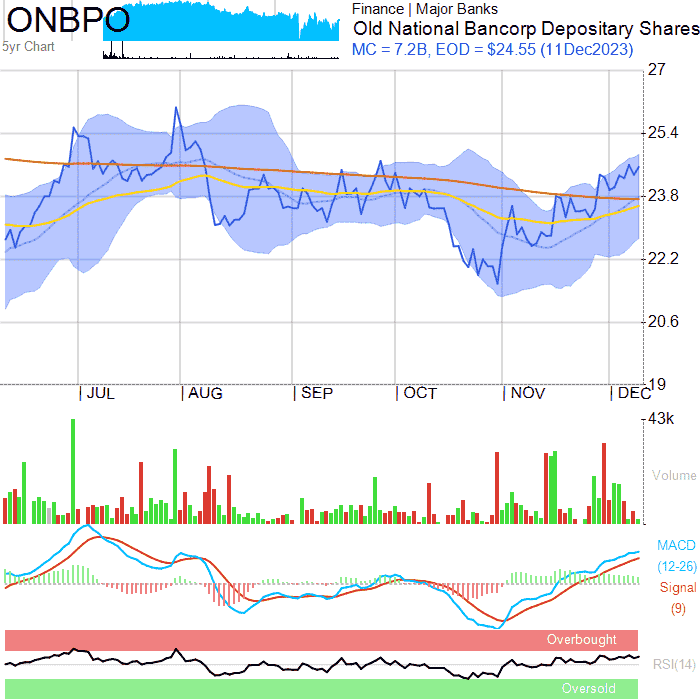 ONBPO
5yr Chart
Finance | Major Banks
Old National Bancorp Depositary Shares
MC = 7.2B, EOD = $24.55 (11Dec2023)
27
25.4
23.8
22.2
20.6
19
JUL AUG SEP OCT NOV DEC
43k
Volume
MACD
(12-26)
Signal
(9)
Overbought
RSI(14)
Oversold